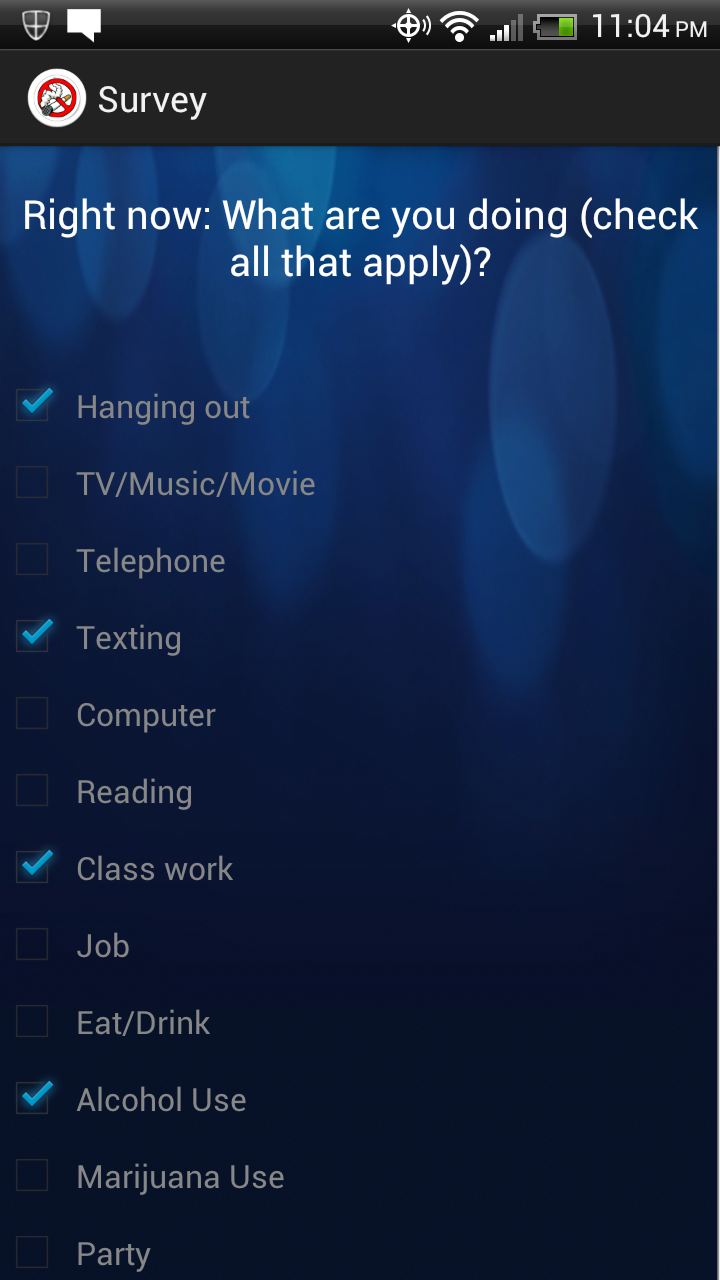 11:04 PM
Survey
Right now: What are you doing (check
all that apply)?
Hanging out
TV/Music/Movie
Telephone
Texting
Computer
Reading
Class work
Job
Eat/Drink
Alcohol Use
Marijuana Use
Party